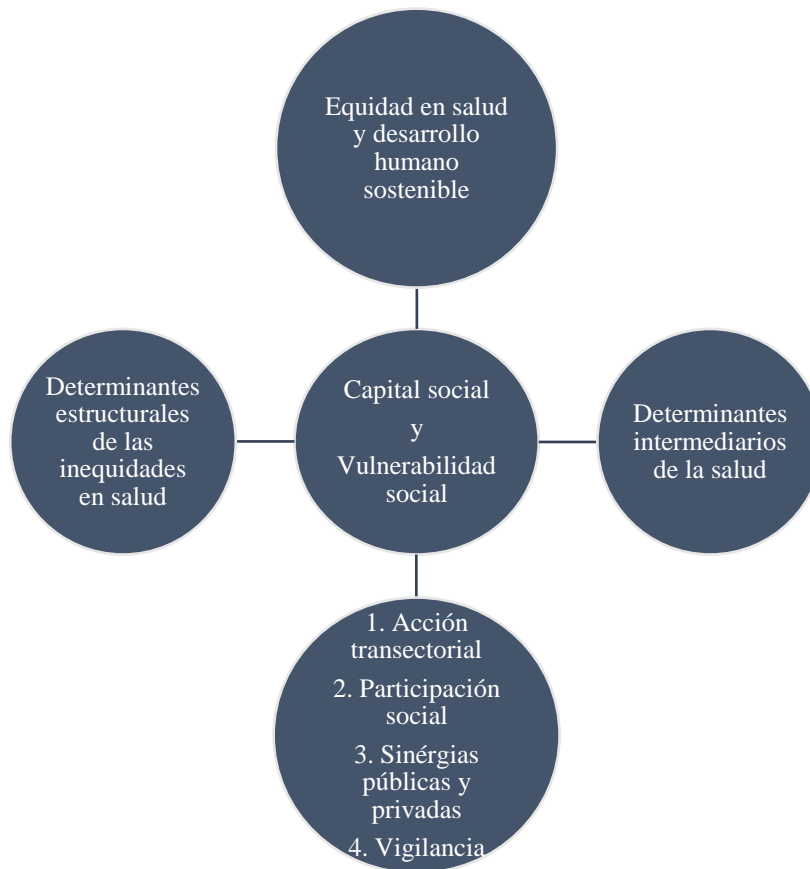 Equidad en salud
y desarrollo
humano
sostenible
Determinantes
estructurales
de las
inequidades
en salud
Capital social
y
Vulnerabilidad
social
Determinantes
intermediarios
de la salud
1. Acción
transectorial
2. Participación
social
3. Sinérgias
públicas y
privadas
4. Vigilancia